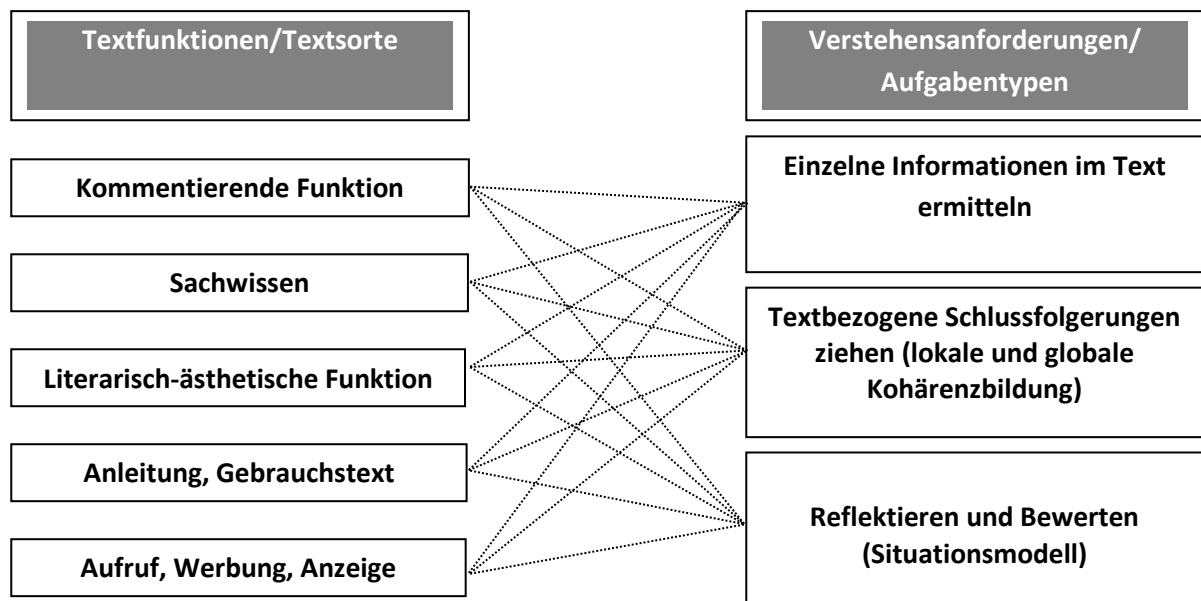 Textfunktionen/Textsorte
Verstehensanforderungen/
Aufgabentypen
Kommentierende Funktion
Sachwissen
Literarisch-ästhetische Funktion
Anleitung, Gebrauchstext
Aufruf, Werbung, Anzeige
Einzelne Informationen im Text
ermitteln
Textbezogene Schlussfolgerungen
ziehen (lokale und globale
Kohärenzbildung)
Reflektieren und Bewerten
(Situationsmodell)